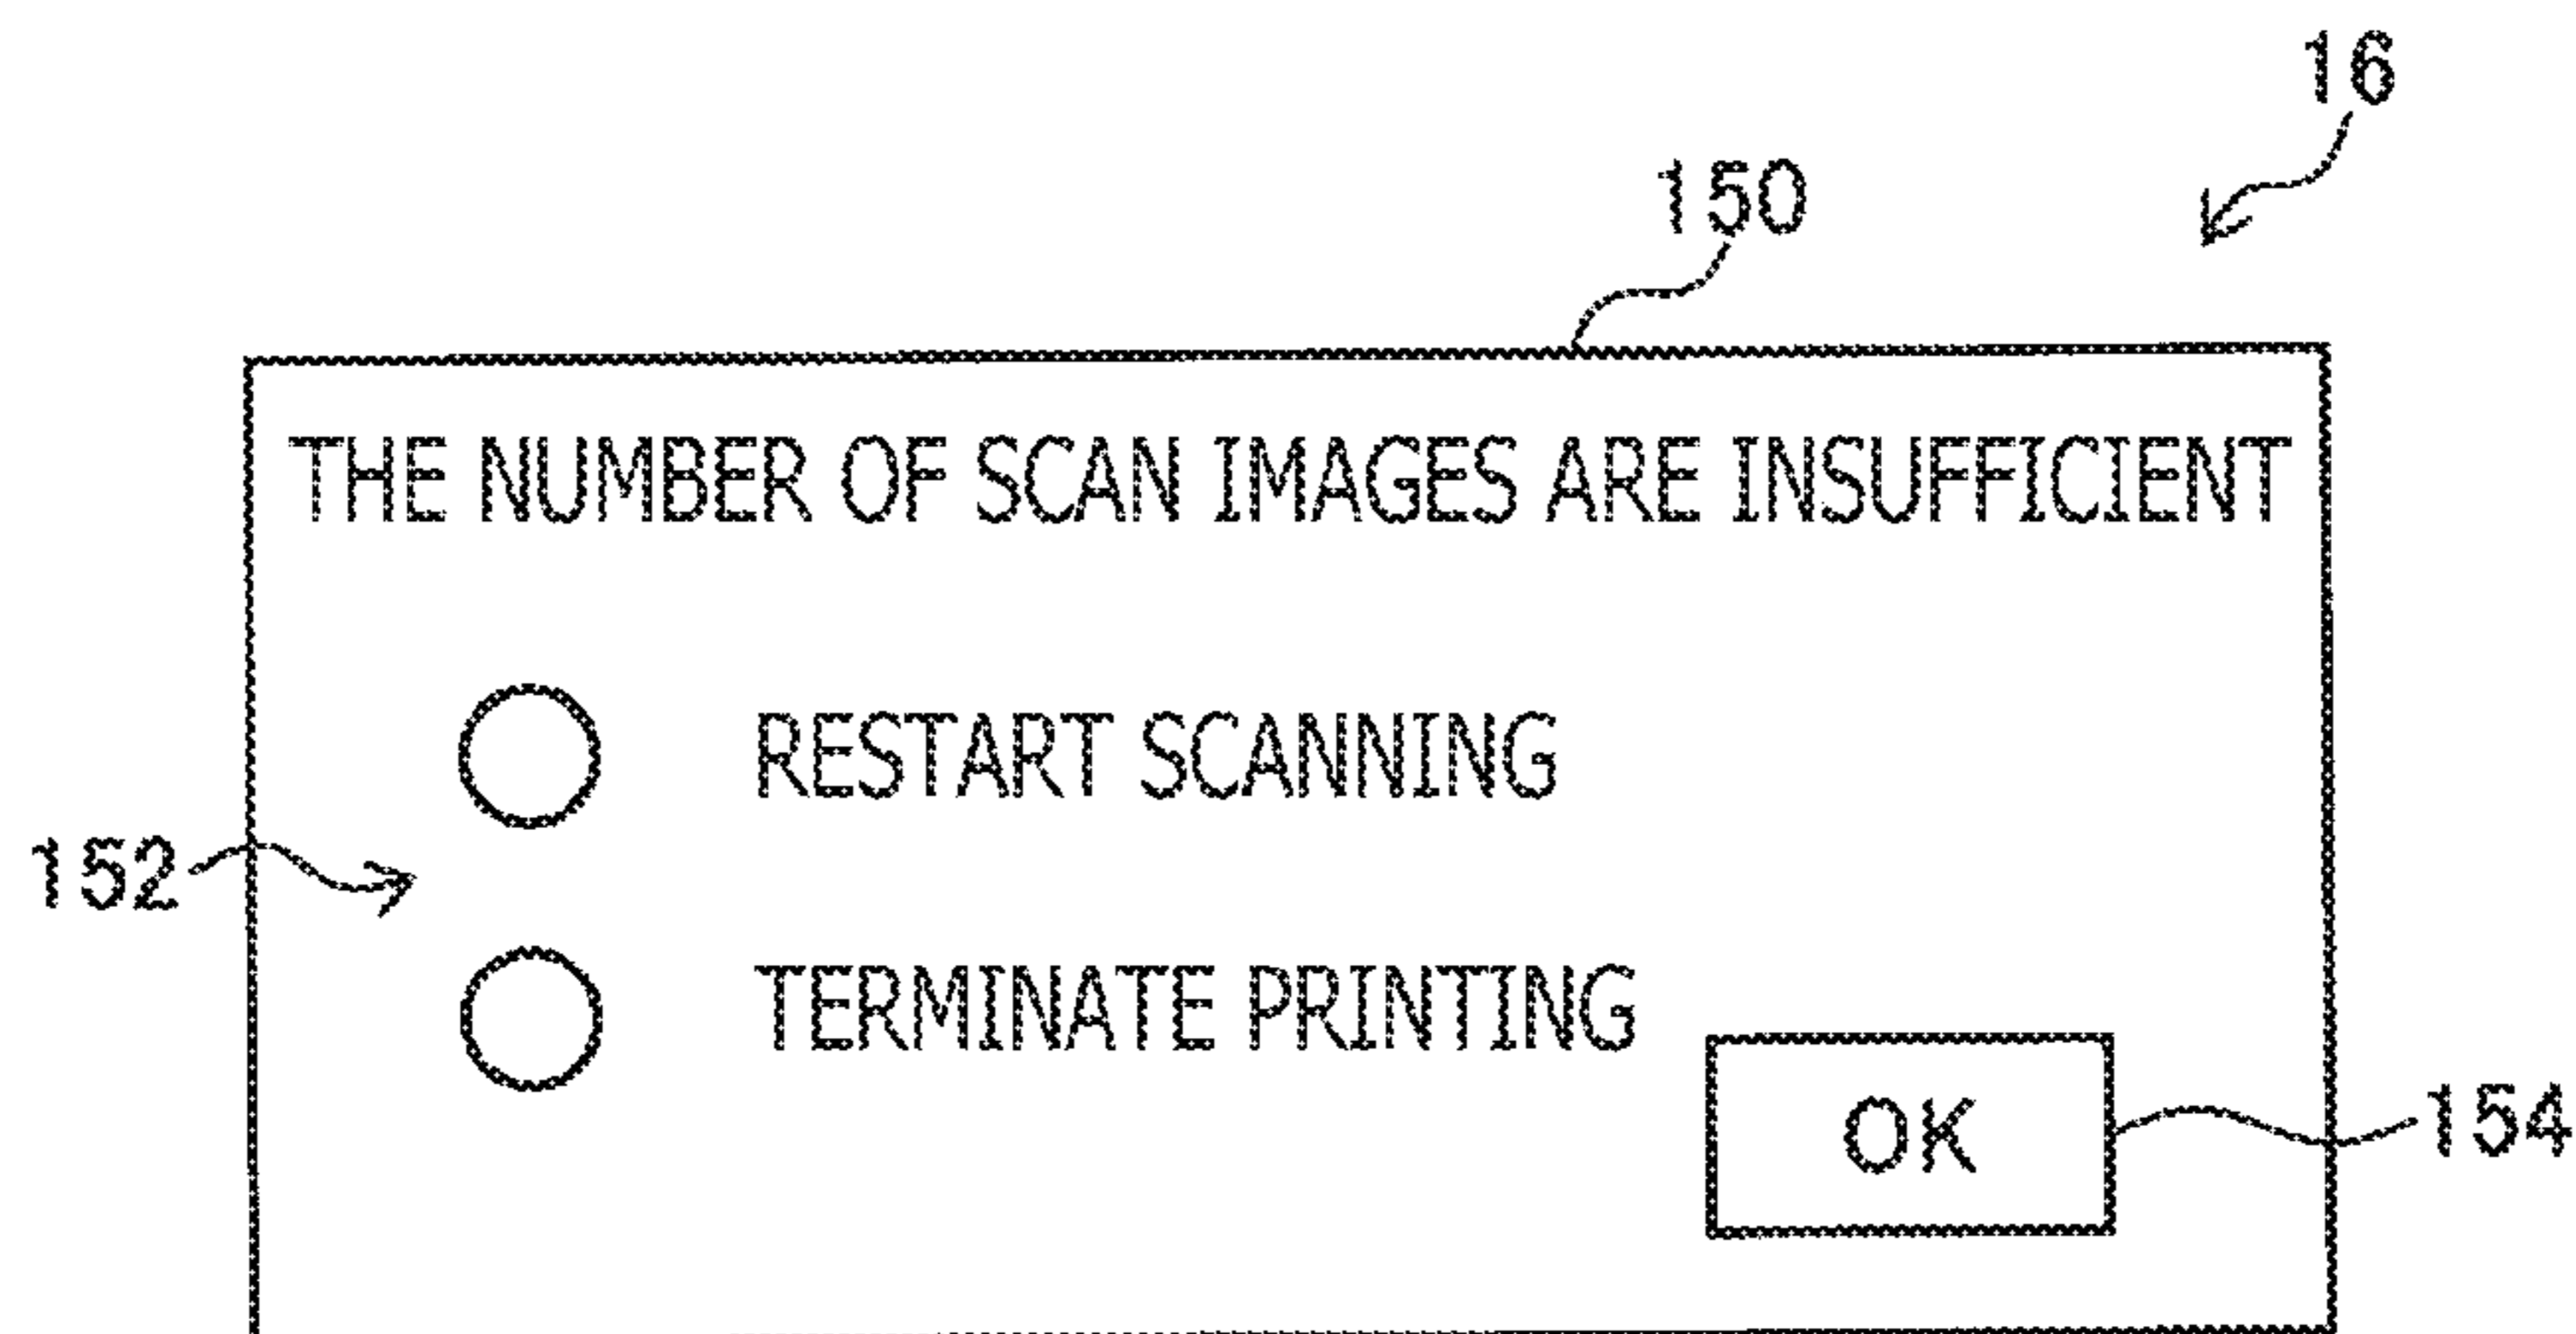 16
150
THE NUMBER OF SCAN IMAGES ARE INSUFFICIENT
RESTART SCANNING
152
TERMINATE PRINTING
OK
154